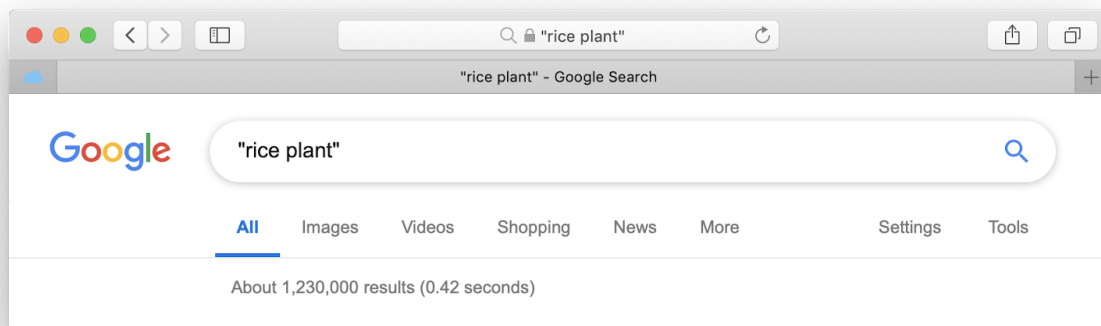 "rice plant"
"rice plant" - Google Search
Google "rice plant"
All Images Videos Shopping News More Settings Tools
About 1,230,000 results (0.42 seconds)